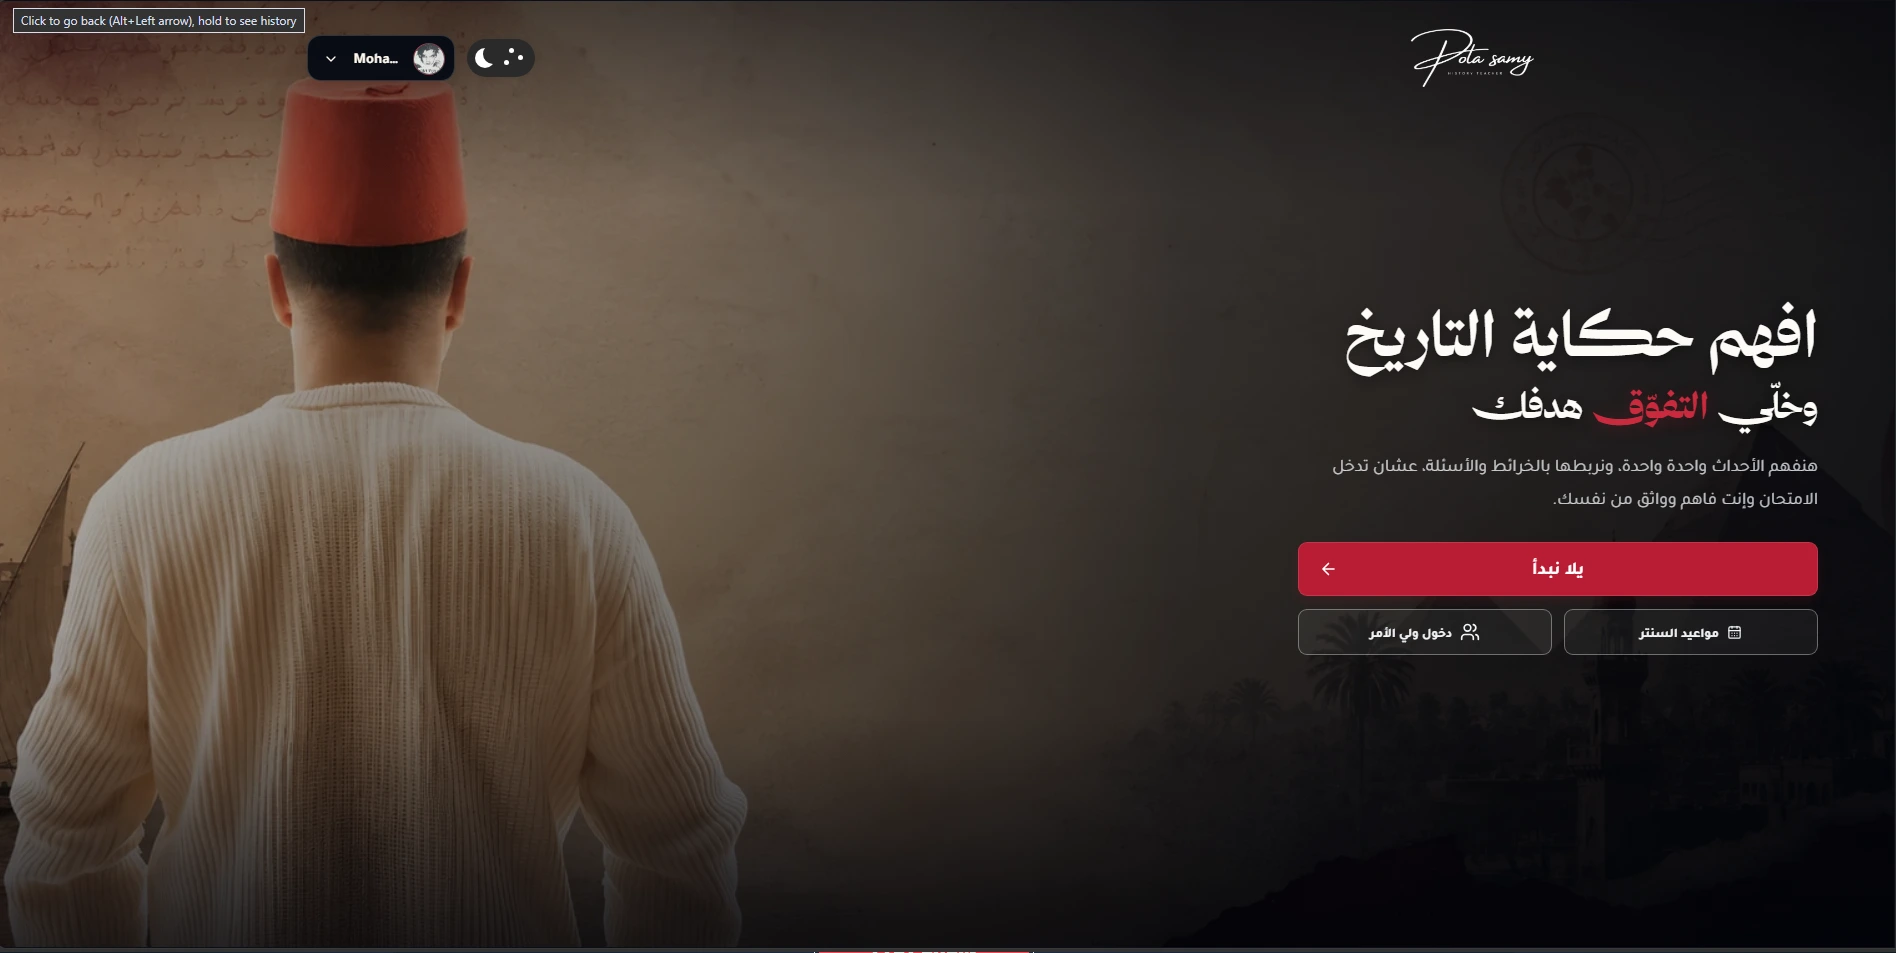 Click to go back (Alt+Left arrow), hold to see history
Moha...
Pota samy
HISTORY TEACHER
افهم حكاية التاريخ
وخلّي التفوّق هدفك
هنفهم الأحداث واحدة واحدة، ونربطها بالخرائط والأسئلة، عشان تدخل
الامتحان وإنت فاهم وواثق من نفسك.
يلا نبدأ
مواعيد السنتر
دخول ولي الأمر